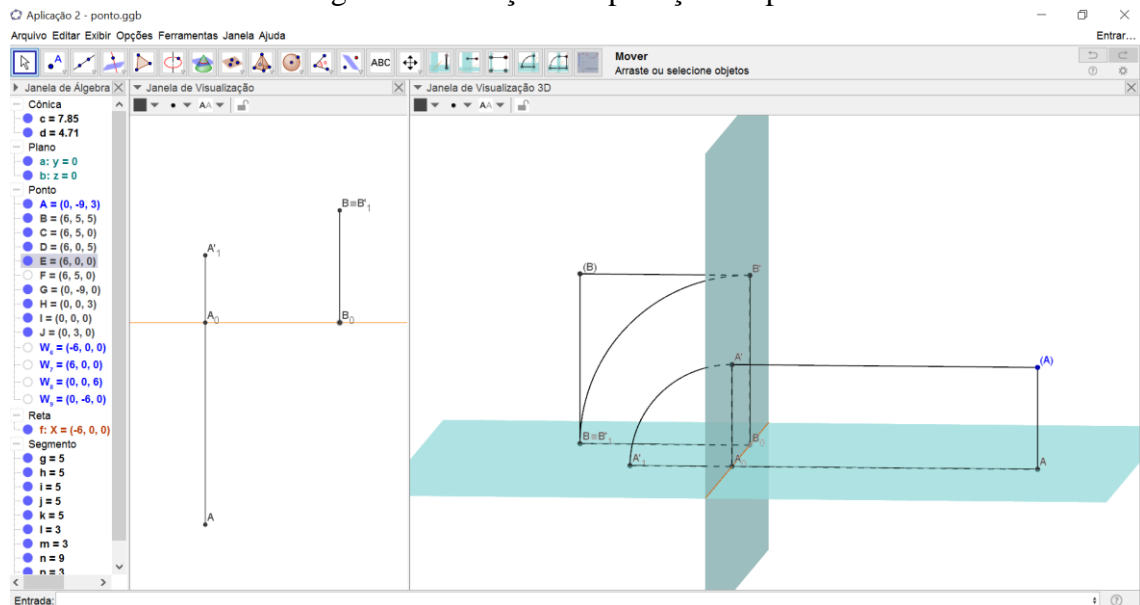 Aplicação 2 - ponto.ggb
Arquivo Editar Exibir Opções Ferramentas Janela Ajuda
Entrar...
ABC
Mover
Arraste ou selecione objetos
Janela de Álgebra
Cônica
c = 7.85
d = 4.71
Plano
a: y = 0
b: z = 0
Ponto
A = (0, -9, 3)
B = (6, 5, 5)
C = (6, 5, 0)
D = (6, 0, 5)
E = (6, 0, 0)
F = (6, 5, 0)
G = (0, -9, 0)
H = (0, 0, 3)
I = (0, 0, 0)
J = (0, 3, 0)
W₆ = (-6, 0, 0)
W₇ = (6, 0, 0)
W₈ = (0, 0, 6)
W₉ = (0, -6, 0)
Reta
f: X = (-6, 0, 0)
Segmento
g = 5
h = 5
i = 5
j = 5
k = 5
l = 3
m = 3
n = 9
Janela de Visualização
AA
B≡B'₁
A'₁
A₀
B₀
A
Janela de Visualização 3D
AA
(B)
B'
A'
(A)
B≡B'₁
B₀
A'₁
A₀
A
Entrada: